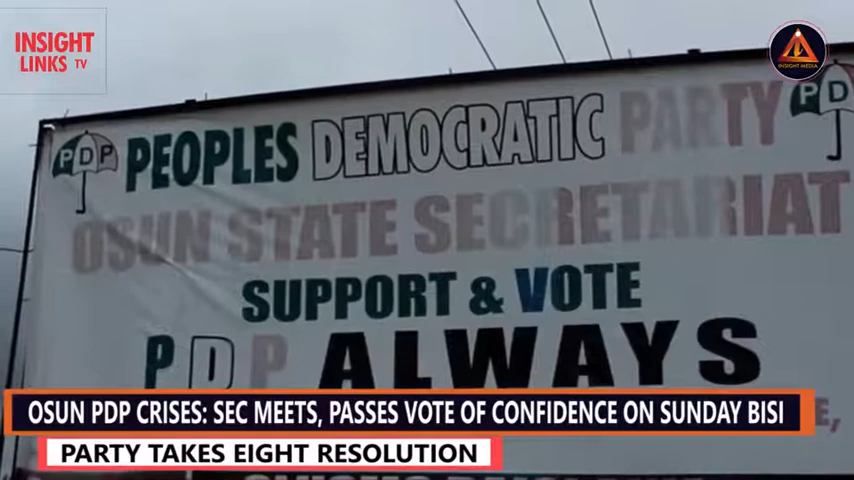 INSIGHT
LINKS TV
INSIGHT MEDIA
PDP
PEOPLES DEMOCRATIC PARTY
PD
OSUN STATE SECRETARIAT
SUPPORT & VOTE
PDP ALWAYS
OSUN PDP CRISES: SEC MEETS, PASSES VOTE OF CONFIDENCE ON SUNDAY BISI
PARTY TAKES EIGHT RESOLUTION